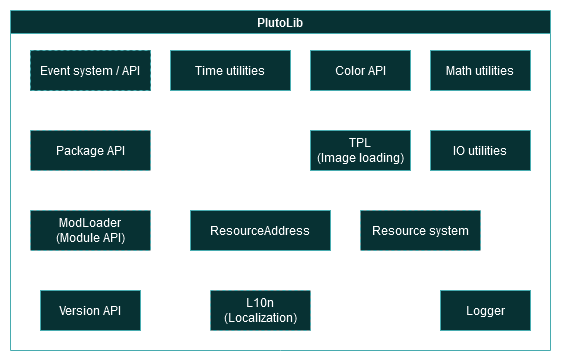 PlutoLib
Event system / API
Time utilities
Color API
Math utilities
Package API
TPL
(Image loading)
IO utilities
ModLoader
(Module API)
ResourceAddress
Resource system
Version API
L10n
(Localization)
Logger